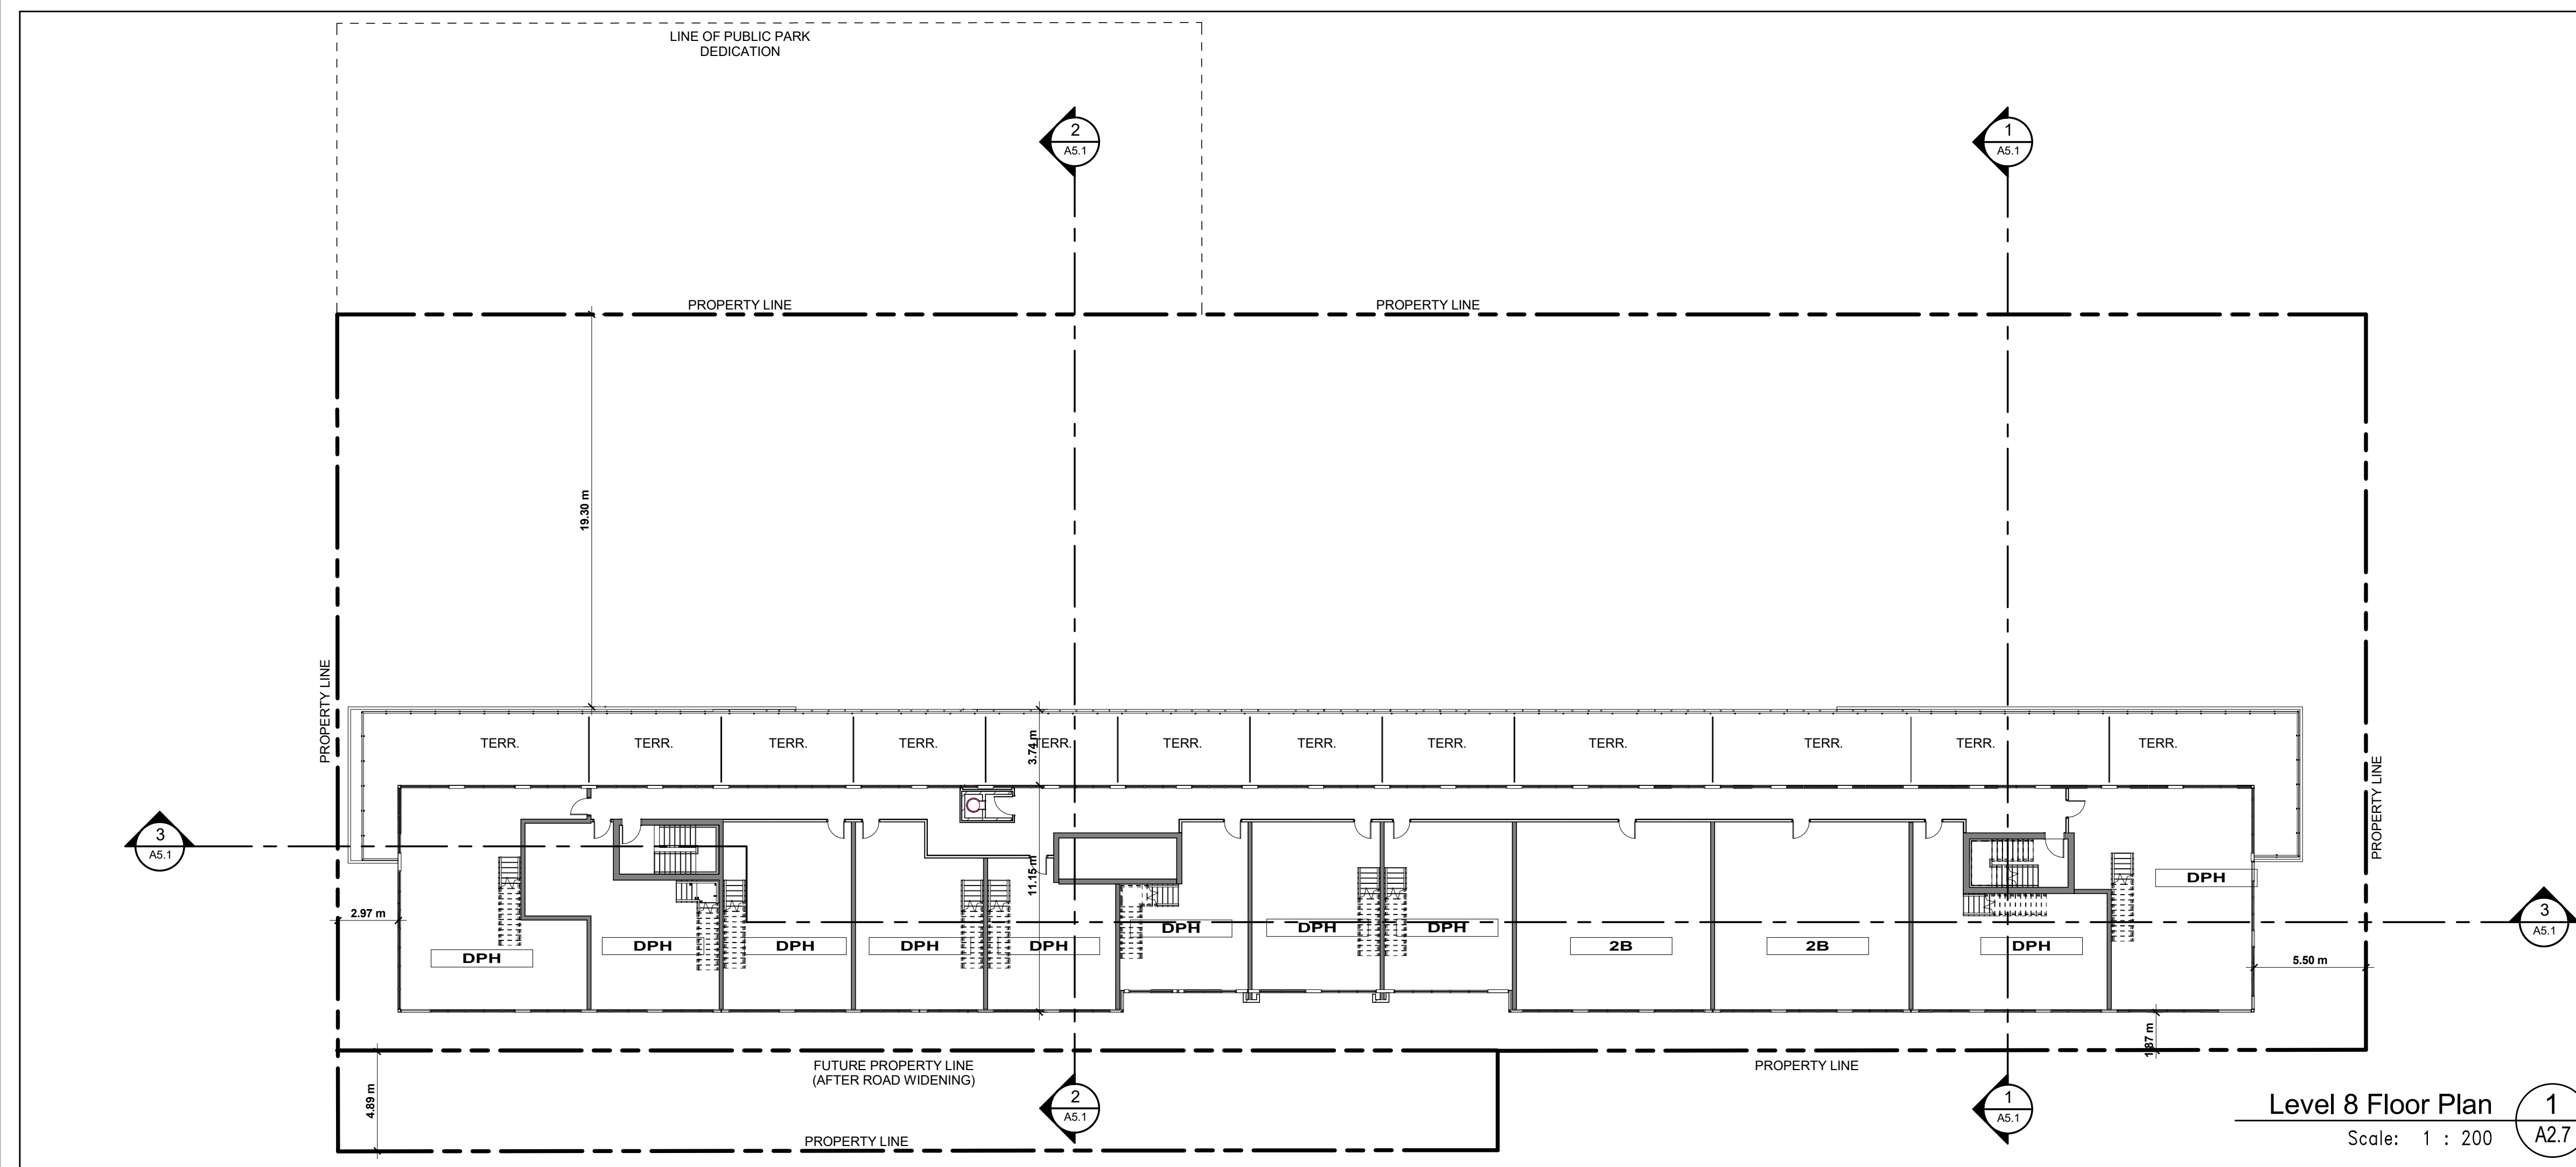 LINE OF PUBLIC PARK
DEDICATION
2
A5.1
1
A5.1
PROPERTY LINE
PROPERTY LINE
19.30 m
PROPERTY LINE
TERR.
TERR.
TERR.
TERR.
3.74 m
TERR.
TERR.
TERR.
TERR.
TERR.
TERR.
TERR.
TERR.
PROPERTY LINE
3
A5.1
11.15 m
DPH
2.97 m
DPH
DPH
DPH
DPH
DPH
DPH
DPH
DPH
2B
2B
DPH
3
A5.1
5.50 m
1.87 m
FUTURE PROPERTY LINE
(AFTER ROAD WIDENING)
PROPERTY LINE
4.89 m
2
A5.1
1
A5.1
PROPERTY LINE
Level 8 Floor Plan
1
Scale: 1 : 200
A2.7